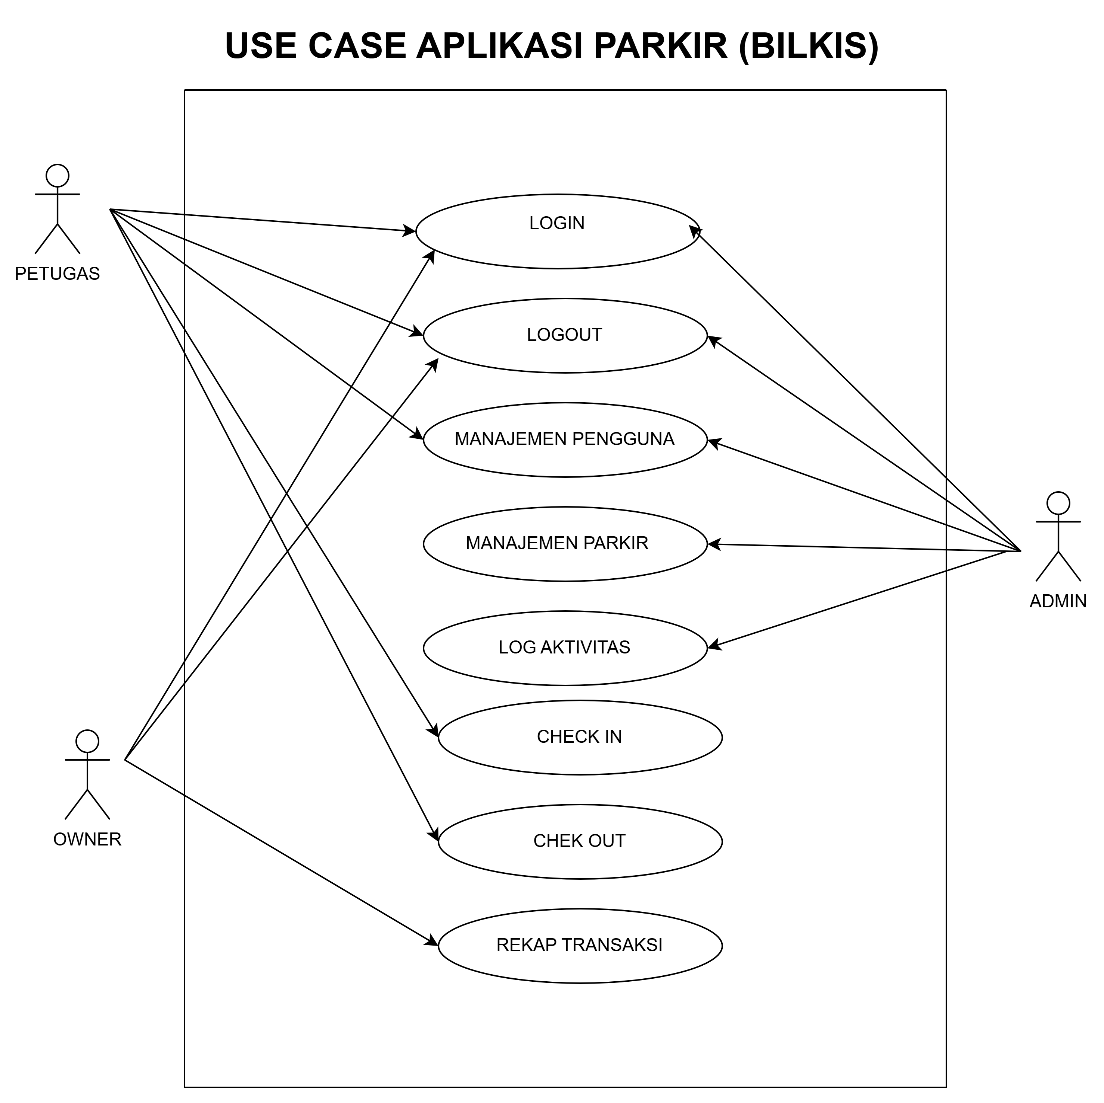 USE CASE APLIKASI PARKIR (BILKIS)
PETUGAS
LOGIN
LOGOUT
MANAJEMEN PENGGUNA
MANAJEMEN PARKIR
LOG AKTIVITAS
CHECK IN
CHEK OUT
REKAP TRANSAKSI
OWNER
ADMIN